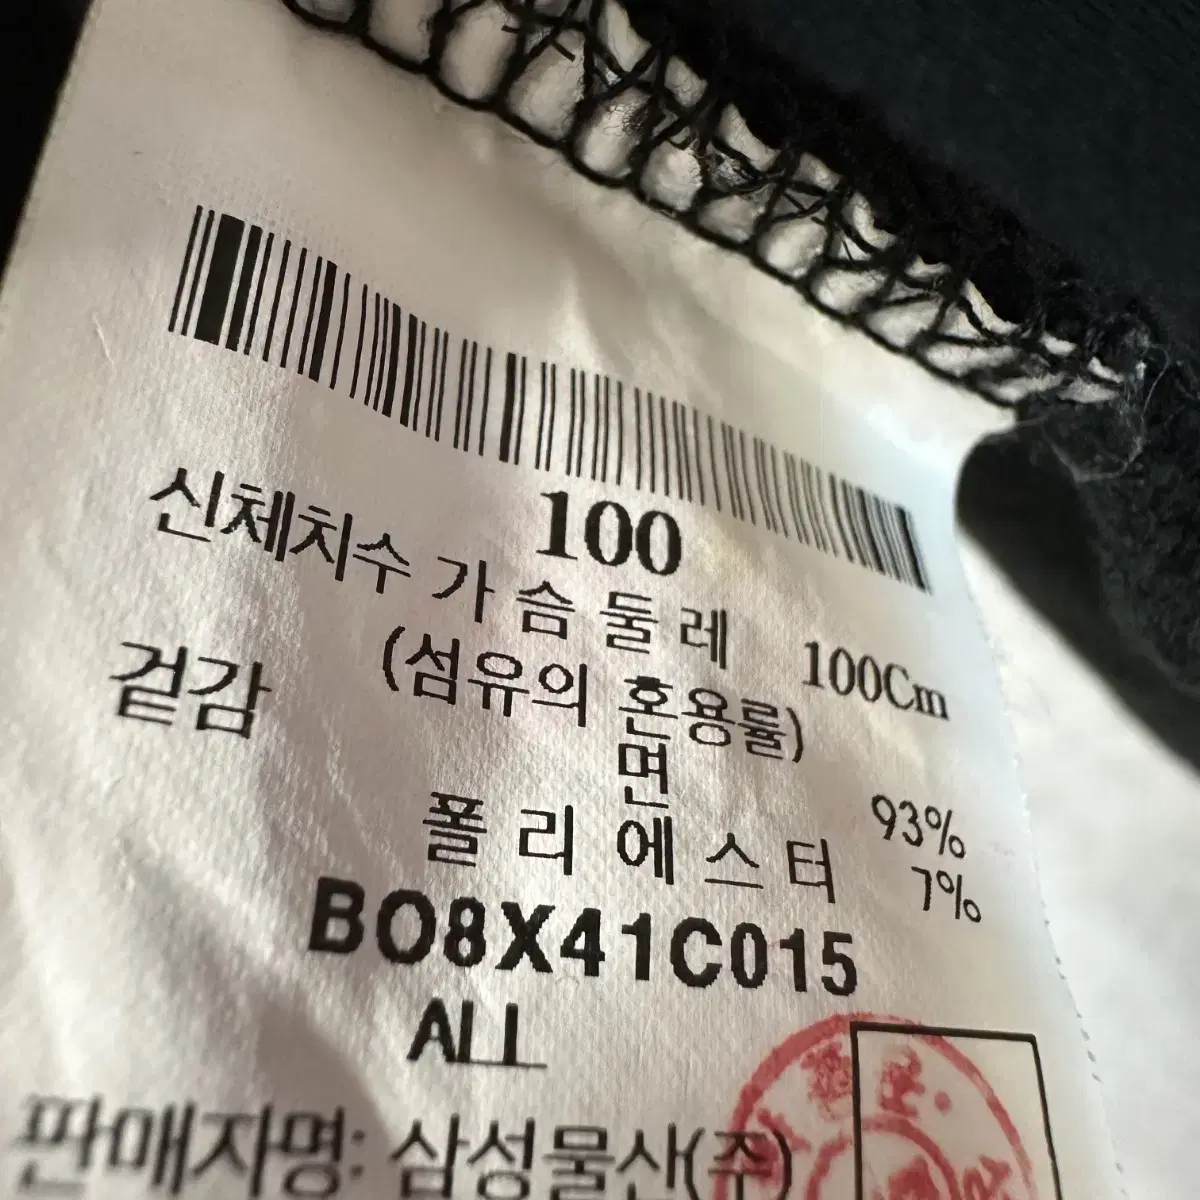 100
신체치수 가슴둘레 100Cm
(섬유의 혼용률)
겉감 면 93%
폴리에스터 7%
BO8X41C015
ALL
판매자명: 삼성물산(주)